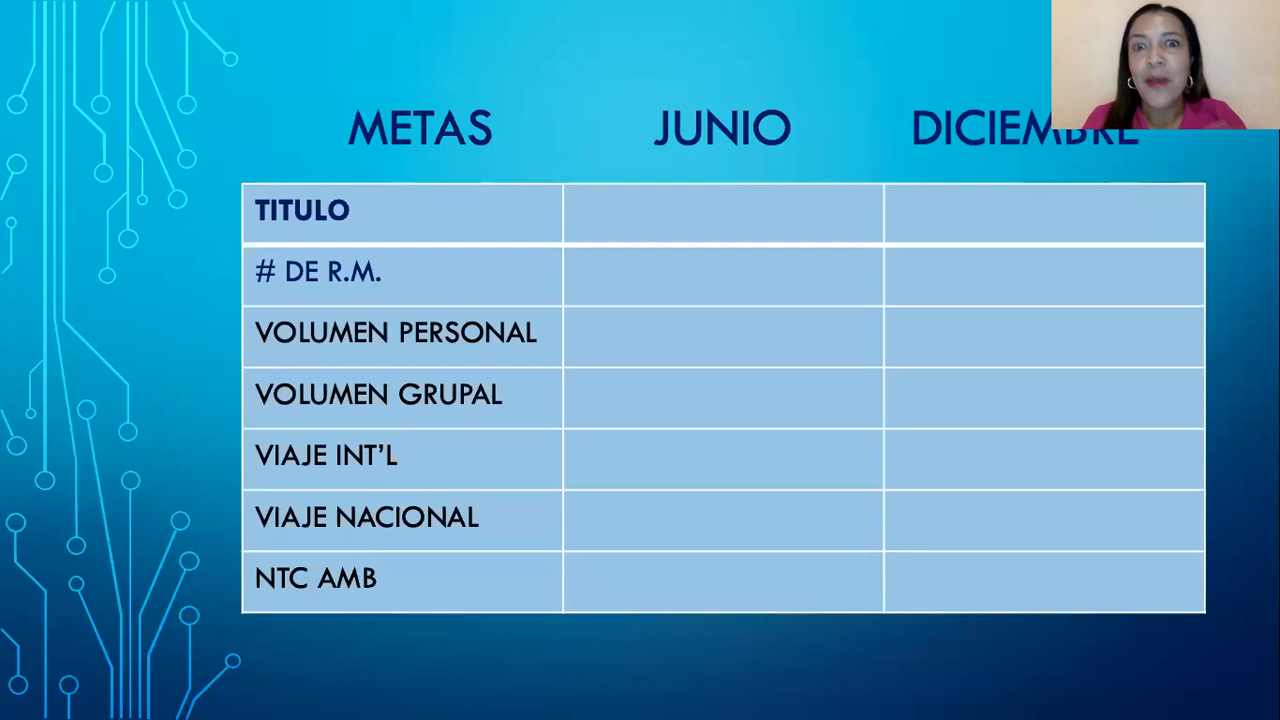 METAS JUNIO DICIEMBRE
TITULO
# DE R.M.
VOLUMEN PERSONAL
VOLUMEN GRUPAL
VIAJE INT’L
VIAJE NACIONAL
NTC AMB